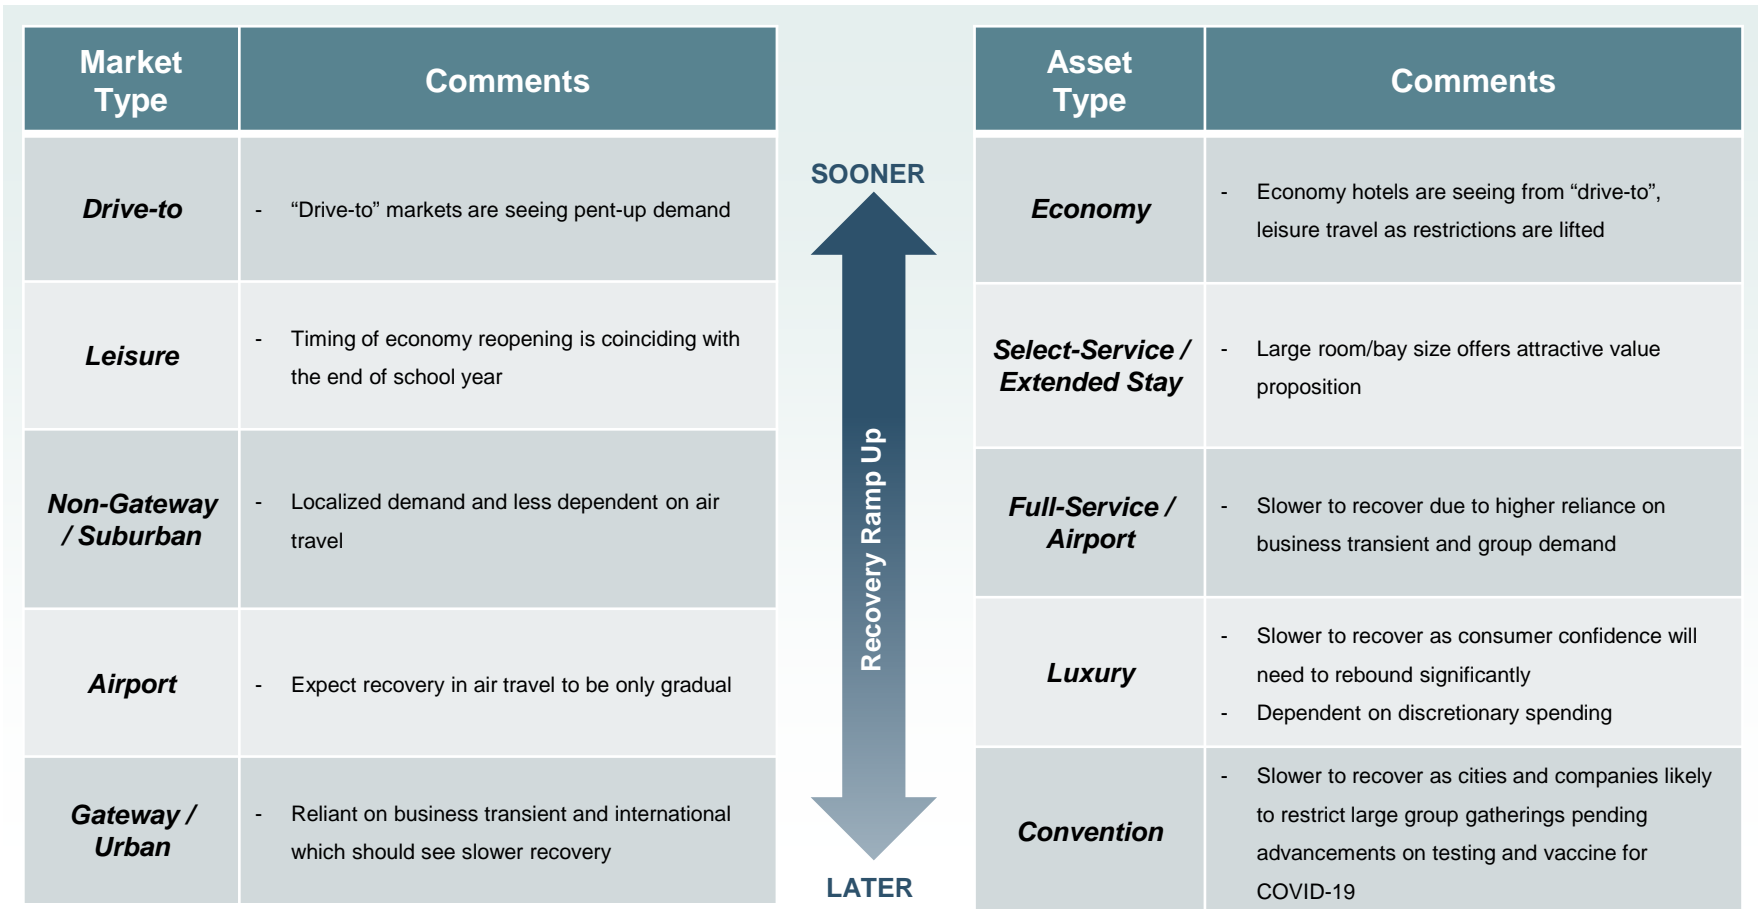 Market
Type
Comments
Drive-to
- “Drive-to” markets are seeing pent-up demand
Leisure
- Timing of economy reopening is coinciding with
the end of school year
Non-Gateway
/ Suburban
- Localized demand and less dependent on air
travel
Airport
- Expect recovery in air travel to be only gradual
Gateway /
Urban
- Reliant on business transient and international
which should see slower recovery
SOONER
Recovery Ramp Up
LATER
Asset
Type
Comments
Economy
- Economy hotels are seeing from “drive-to”,
leisure travel as restrictions are lifted
Select-Service /
Extended Stay
- Large room/bay size offers attractive value
proposition
Full-Service /
Airport
- Slower to recover due to higher reliance on
business transient and group demand
Luxury
- Slower to recover as consumer confidence will
need to rebound significantly
- Dependent on discretionary spending
Convention
- Slower to recover as cities and companies likely
to restrict large group gatherings pending
advancements on testing and vaccine for
COVID-19